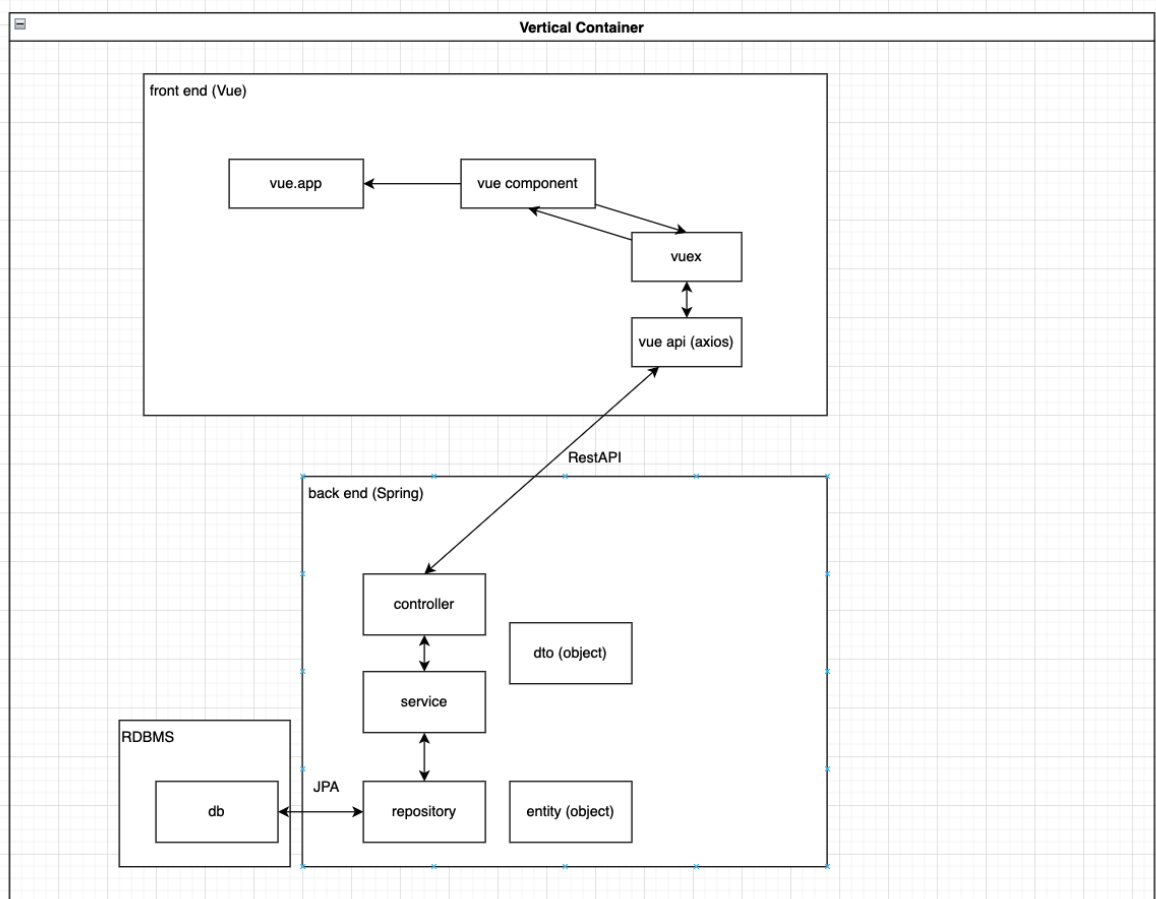 Vertical Container
front end (Vue)
vue.app
vue component
vuex
vue api (axios)
RestAPI
back end (Spring)
controller
dto (object)
service
RDBMS
JPA
db
repository
entity (object)